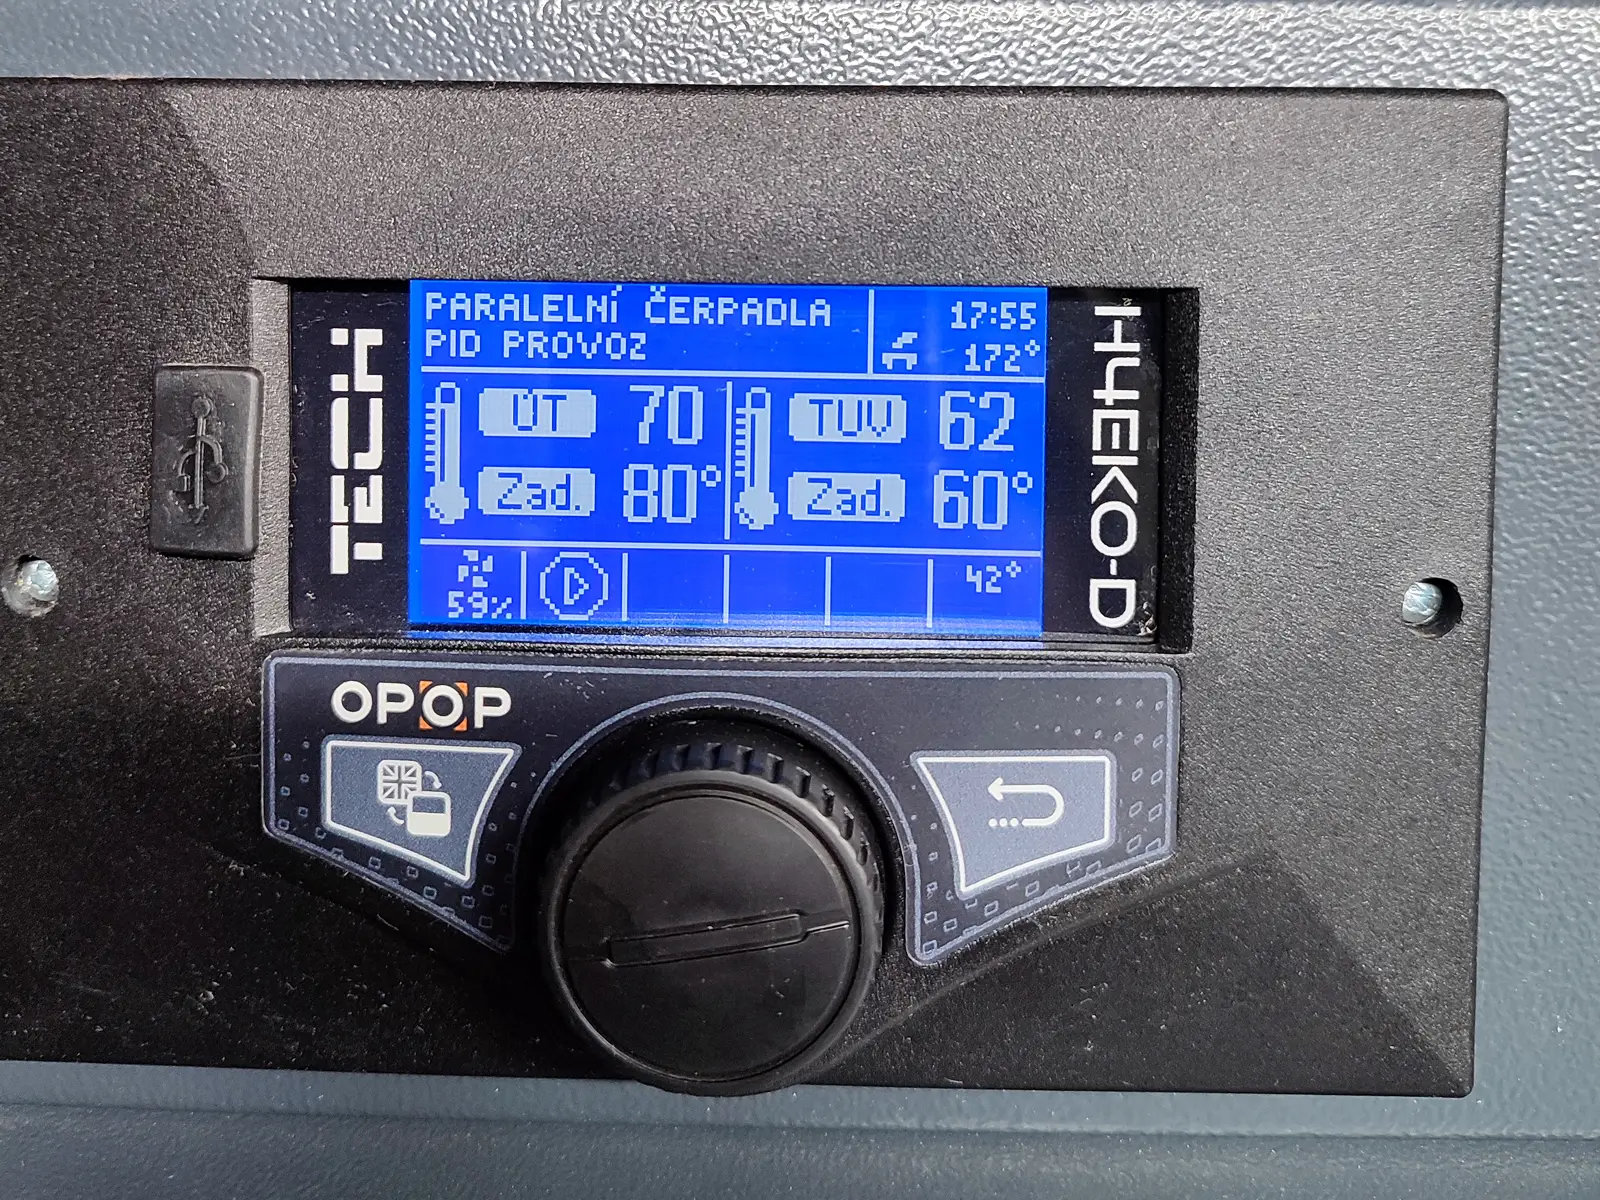 TECH
PARALELNÍ ČERPADLA
PID PROVOZ
17:55
172°
ÚT 70
Zad. 80°
TUV 62
Zad. 60°
59%
42°
H4EKO-D
OPOP